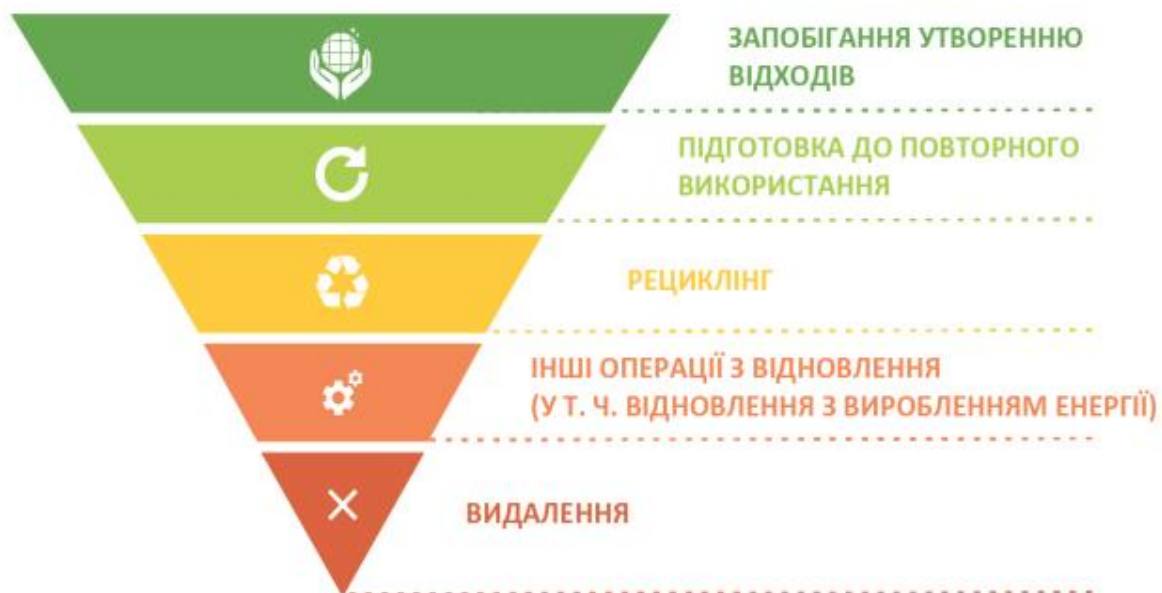 ЗАПОБІГАННЯ УТВОРЕННЮ
ВІДХОДІВ
ПІДГОТОВКА ДО ПОВТОРНОГО
ВИКОРИСТАННЯ
РЕЦИКЛІНГ
ІНШІ ОПЕРАЦІЇ З ВІДНОВЛЕННЯ
(У Т. Ч. ВІДНОВЛЕННЯ З ВИРОБЛЕННЯМ ЕНЕРГІЇ)
ВИДАЛЕННЯ